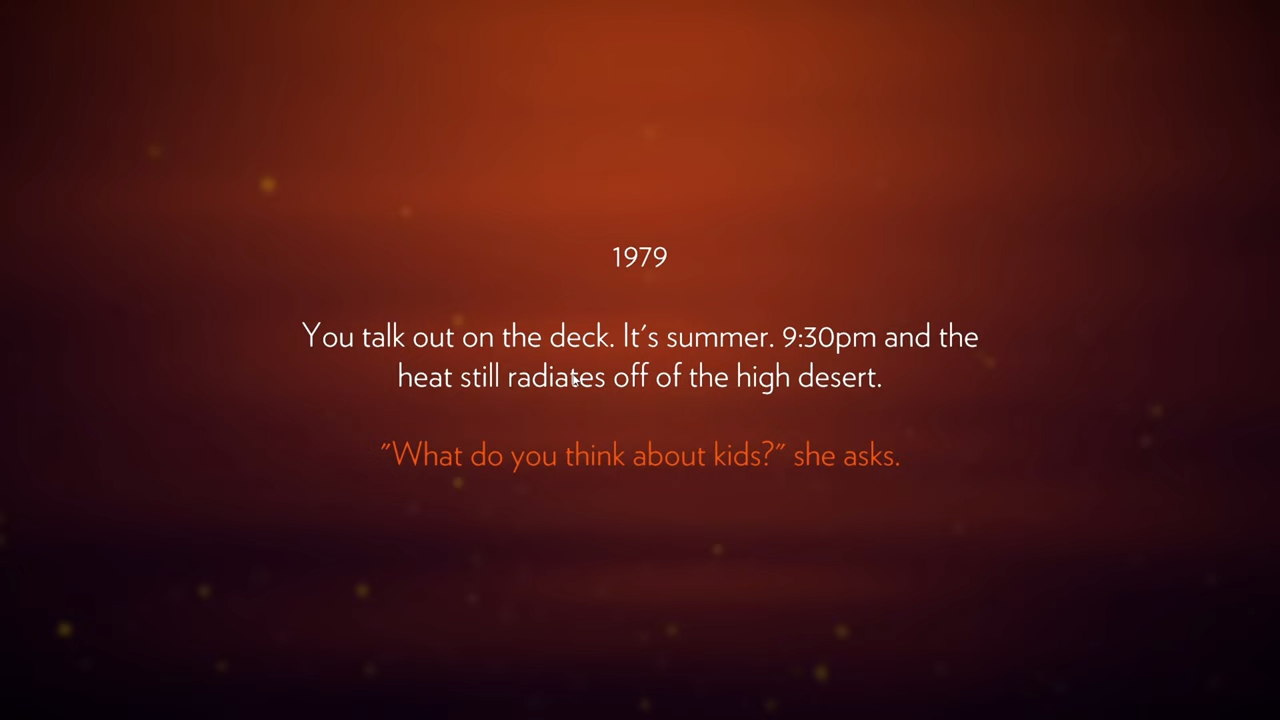 1979
You talk out on the deck. It's summer. 9:30pm and the
heat still radiates off of the high desert.
"What do you think about kids?" she asks.